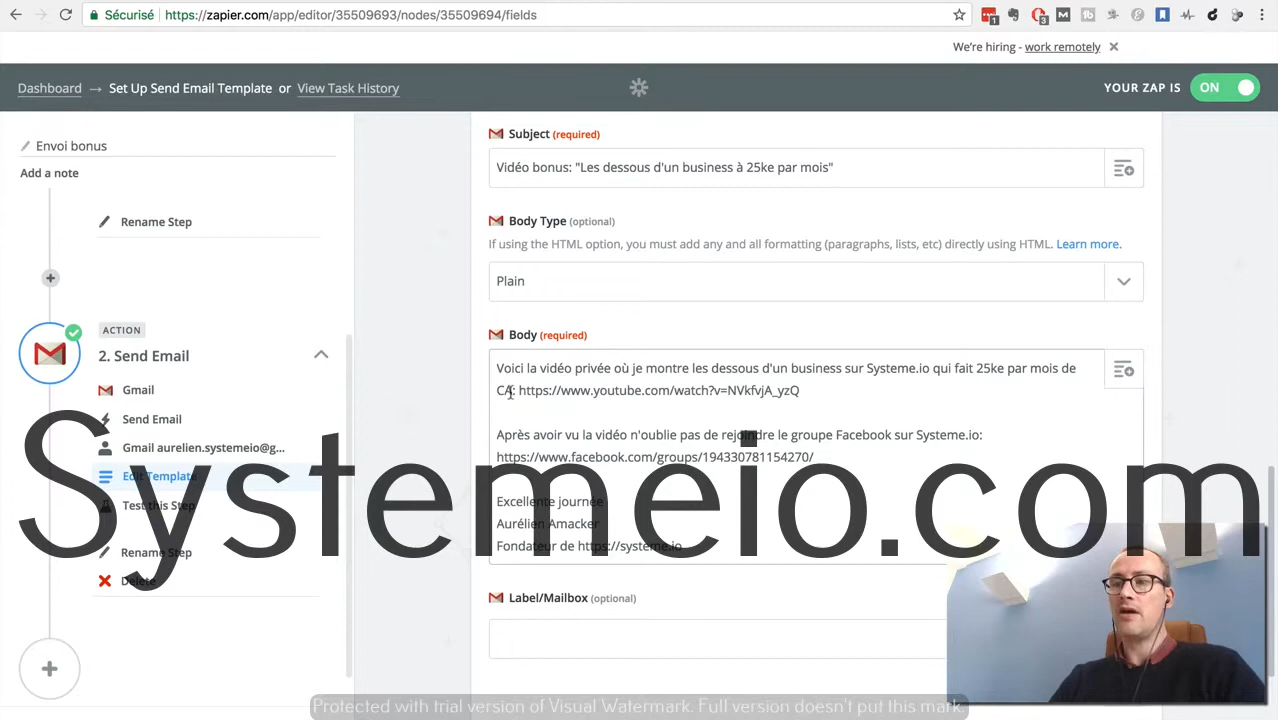 Sécurisé https://zapier.com/app/editor/35509693/nodes/35509694/fields
We're hiring - work remotely
Dashboard → Set Up Send Email Template or View Task History
YOUR ZAP IS ON
Envoi bonus
Add a note
Rename Step
ACTION
2. Send Email
Gmail
Send Email
Gmail aurelien.systemeio@g...
Edit Template
Test this Step
Rename Step
Delete
Subject (required)
Vidéo bonus: "Les dessous d'un business à 25ke par mois"
Body Type (optional)
If using the HTML option, you must add any and all formatting (paragraphs, lists, etc) directly using HTML. Learn more.
Plain
Body (required)
Voici la vidéo privée où je montre les dessous d'un business sur Systeme.io qui fait 25ke par mois de
CA: https://www.youtube.com/watch?v=NVkfvjA_yzQ
Après avoir vu la vidéo n'oublie pas de rejoindre le groupe Facebook sur Systeme.io:
https://www.facebook.com/groups/194330781154270/
Excellente journée
Aurélien Amacker
Fondateur de https://systeme.io
Label/Mailbox (optional)
Systemeio.com
Protected with trial version of Visual Watermark. Full version doesn't put this mark.